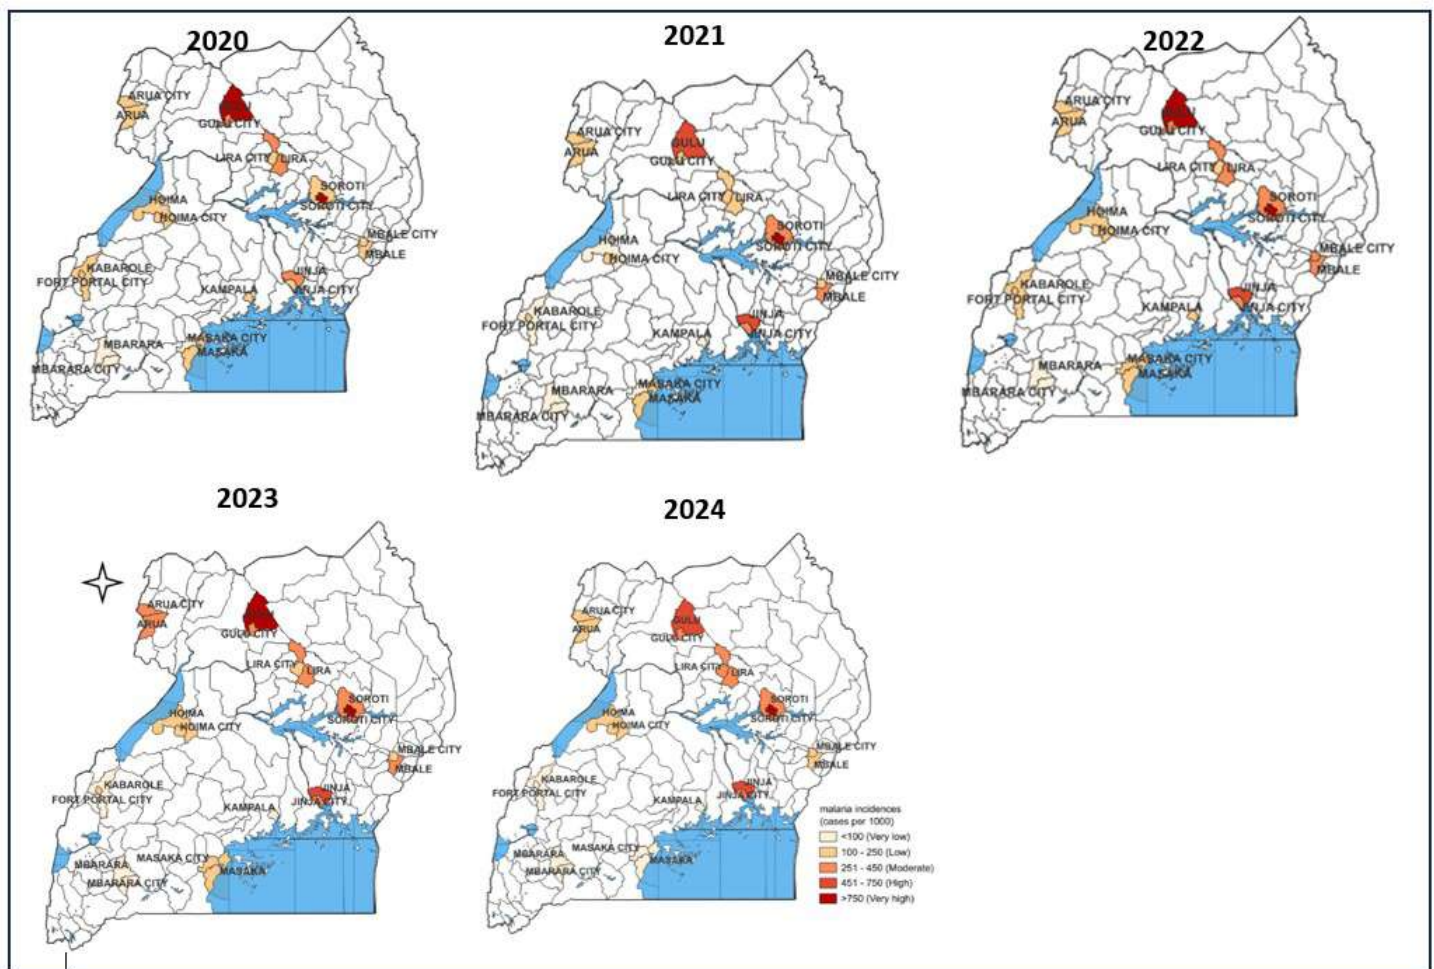 2020
ARUA CITY
ARUA
GULU CITY
LIRA CITY
LIRA
SOROTI
SOROTI CITY
HOIMA
HOIMA CITY
MBALE CITY
MBALE
KABAROLE
FORT PORTAL CITY
JINJA
JINJA CITY
KAMPALA
MASAKA CITY
MASAKA
MBARARA
MBARARA CITY
2021
ARUA CITY
ARUA
GULU
GULU CITY
LIRA CITY
LIRA
SOROTI
SOROTI CITY
HOIMA
HOIMA CITY
MBALE CITY
MBALE
KABAROLE
FORT PORTAL CITY
JINJA
JINJA CITY
KAMPALA
MASAKA CITY
MASAKA
MBARARA
MBARARA CITY
2022
ARUA CITY
ARUA
GULU CITY
LIRA CITY
LIRA
SOROTI
SOROTI CITY
HOIMA
HOIMA CITY
MBALE CITY
MBALE
KABAROLE
FORT PORTAL CITY
JINJA
JINJA CITY
KAMPALA
MASAKA CITY
MASAKA
MBARARA
MBARARA CITY
2023
ARUA CITY
ARUA
GULU CITY
LIRA CITY
LIRA
SOROTI
SOROTI CITY
HOIMA
HOIMA CITY
MBALE CITY
MBALE
KABAROLE
FORT PORTAL CITY
JINJA
JINJA CITY
KAMPALA
MASAKA CITY
MASAKA
MBARARA
MBARARA CITY
2024
ARUA CITY
ARUA
GULU
GULU CITY
LIRA CITY
LIRA
SOROTI
SOROTI CITY
HOIMA
HOIMA CITY
MBALE CITY
MBALE
KABAROLE
FORT PORTAL CITY
JINJA
JINJA CITY
KAMPALA
MASAKA CITY
MASAKA
MBARARA
MBARARA CITY
malaria incidences
(cases per 1000)
<100 (Very low)
100 - 250 (Low)
251 - 450 (Moderate)
451 - 750 (High)
>750 (Very high)